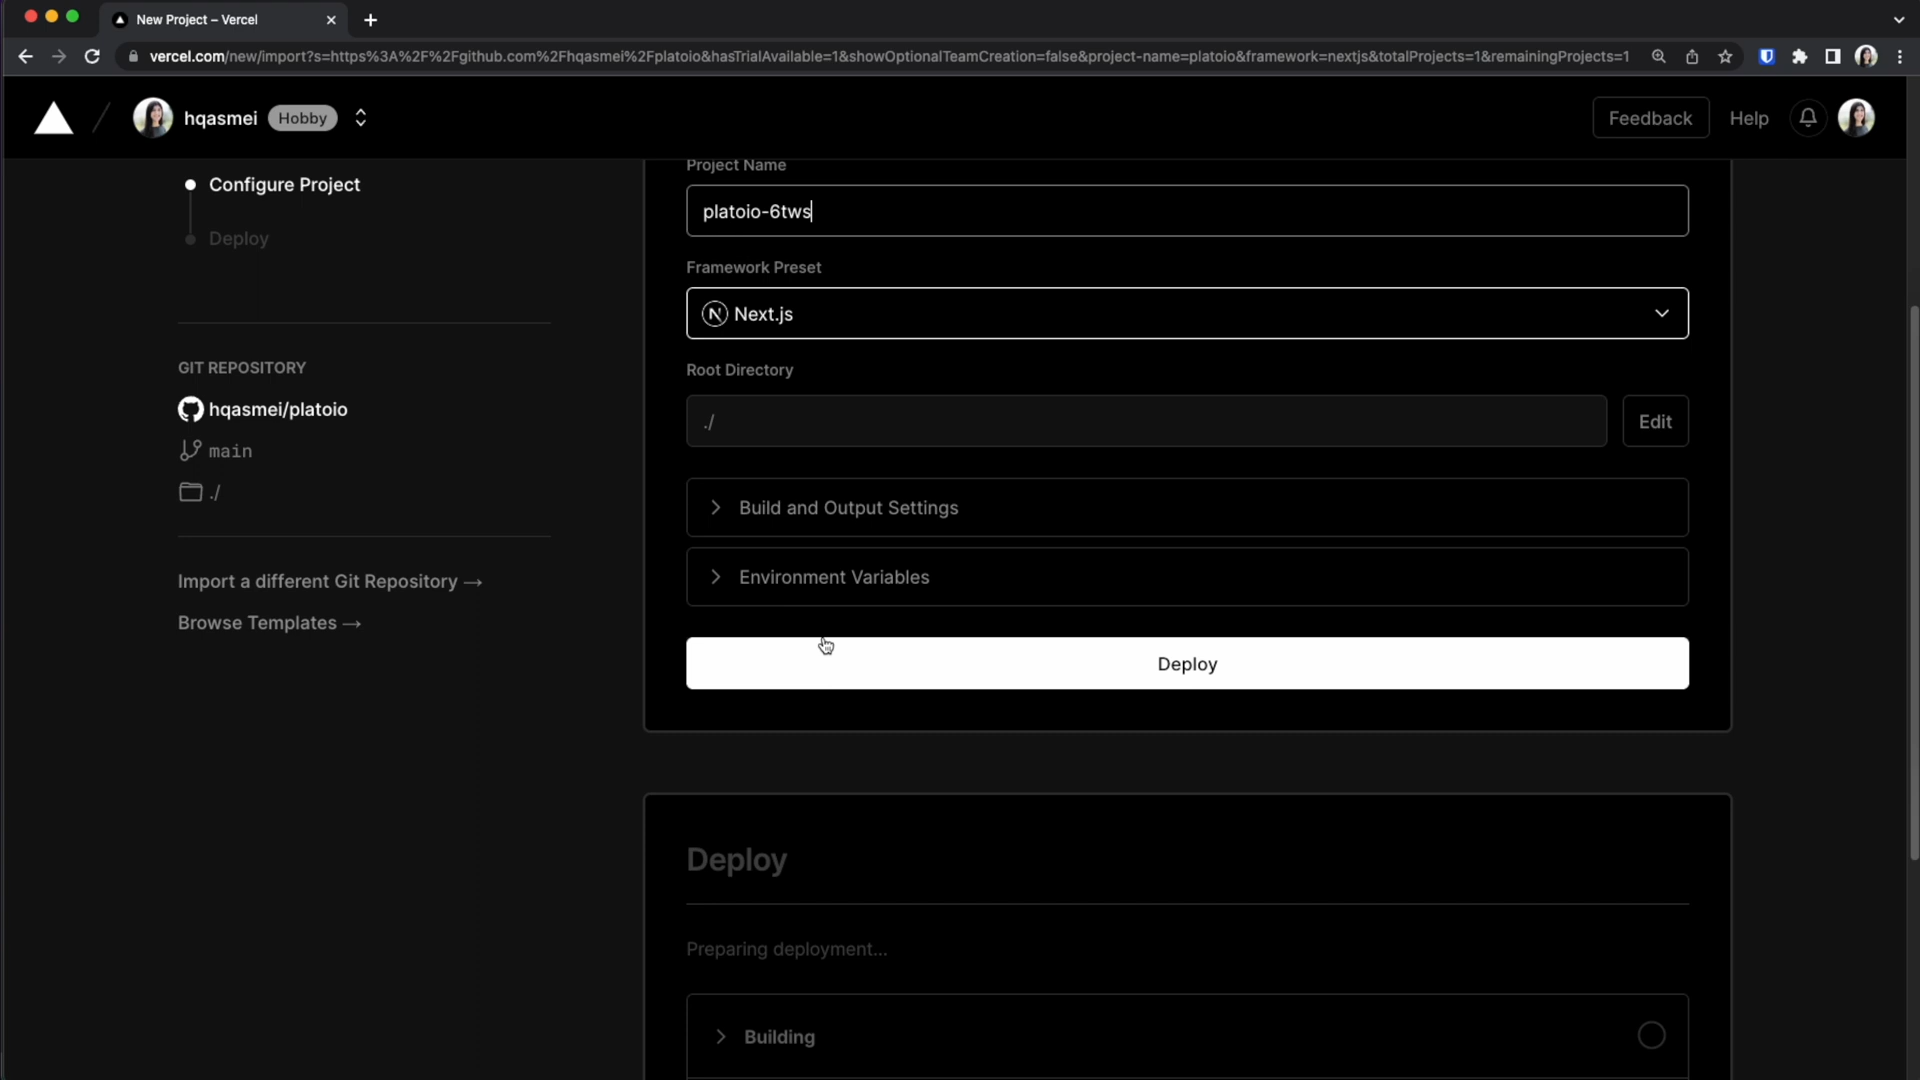 New Project – Vercel
vercel.com/new/import?s=https%3A%2F%2Fgithub.com%2Fhqasmei%2Fplatoio&hasTrialAvailable=1&showOptionalTeamCreation=false&project-name=platoio&framework=nextjs&totalProjects=1&remainingProjects=1
hqasmei Hobby
Feedback Help
Configure Project
Deploy
GIT REPOSITORY
hqasmei/platoio
main
./
Import a different Git Repository →
Browse Templates →
Project Name
platoio-6tws
Framework Preset
Next.js
Root Directory
./
Edit
Build and Output Settings
Environment Variables
Deploy
Deploy
Preparing deployment...
Building